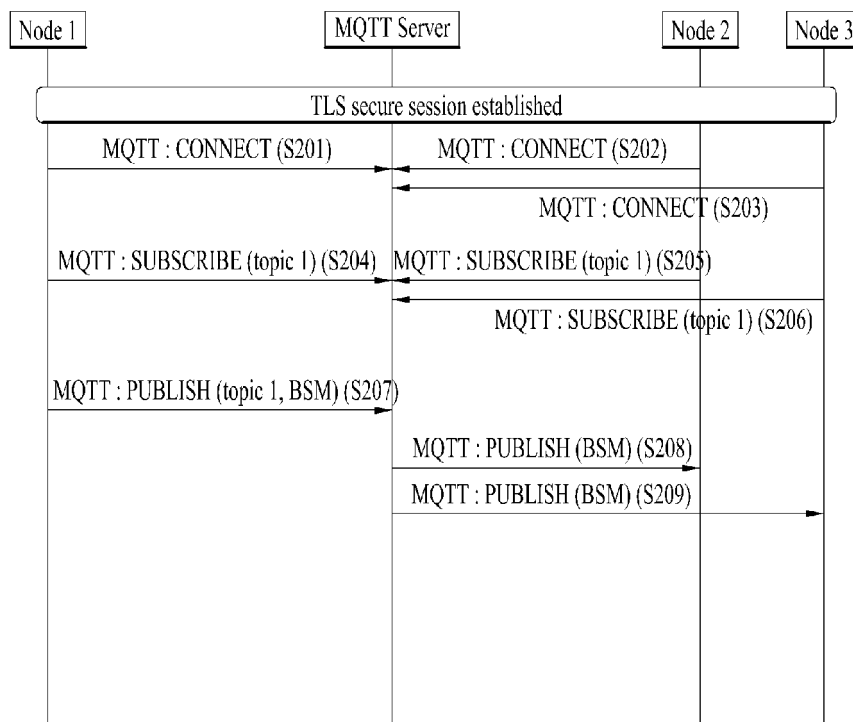 Node 1
MQTT Server
Node 2
Node 3
TLS secure session established
MQTT : CONNECT (S201)
MQTT : CONNECT (S202)
MQTT : CONNECT (S203)
MQTT : SUBSCRIBE (topic 1) (S204)
MQTT : SUBSCRIBE (topic 1) (S205)
MQTT : SUBSCRIBE (topic 1) (S206)
MQTT : PUBLISH (topic 1, BSM) (S207)
MQTT : PUBLISH (BSM) (S208)
MQTT : PUBLISH (BSM) (S209)